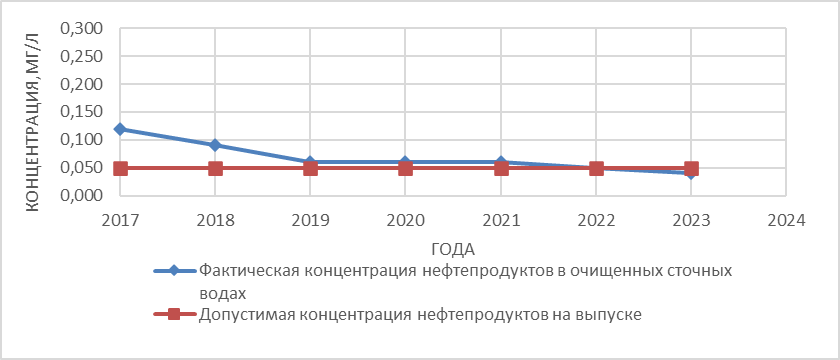 КОНЦЕНТРАЦИЯ,МГ/Л
0,300
0,250
0,200
0,150
0,100
0,050
0,000
2017 2018 2019 2020 2021 2022 2023 2024
ГОДА
Фактическая концентрация нефтепродуктов в очищенных сточных
водах
Допустимая концентрация нефтепродуктов на выпуске